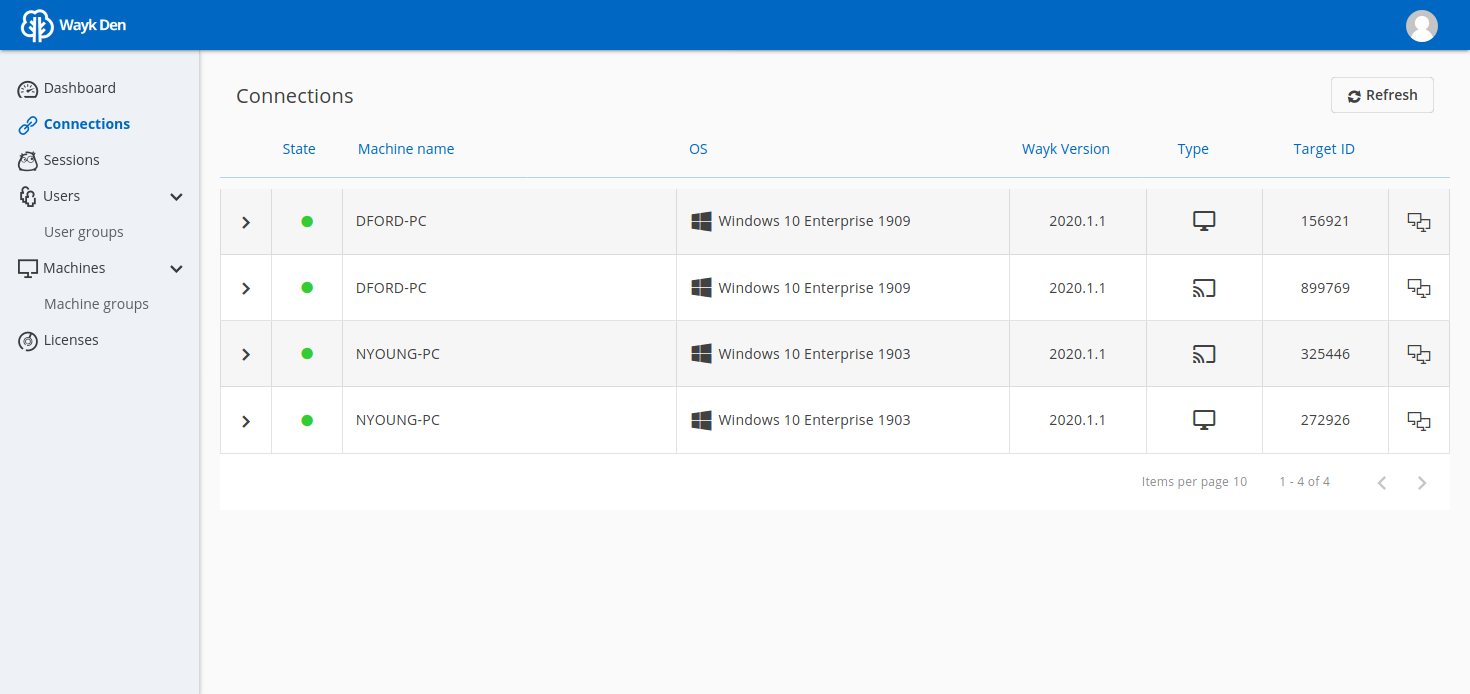 Wayk Den
Dashboard
Connections
Sessions
Users
User groups
Machines
Machine groups
Licenses
Connections
Refresh
State Machine name OS Wayk Version Type Target ID
DFORD-PC Windows 10 Enterprise 1909 2020.1.1 156921
DFORD-PC Windows 10 Enterprise 1909 2020.1.1 899769
NYOUNG-PC Windows 10 Enterprise 1903 2020.1.1 325446
NYOUNG-PC Windows 10 Enterprise 1903 2020.1.1 272926
Items per page 10 1 - 4 of 4